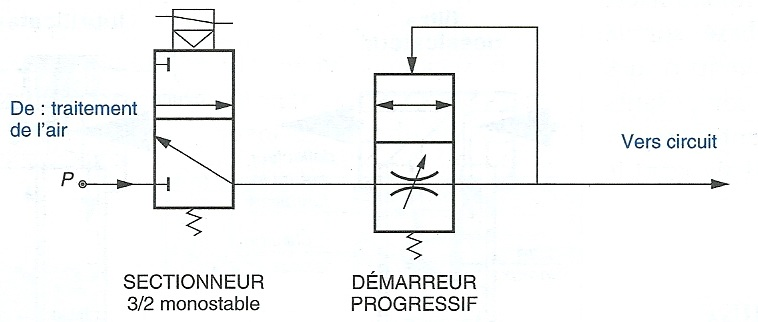 De : traitement
de l'air
Vers circuit
P
SECTIONNEUR
3/2 monostable
DÉMARREUR
PROGRESSIF